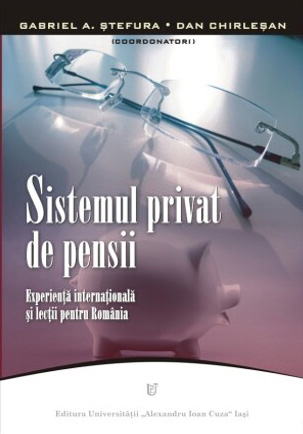 GABRIEL A. ŞTEFURA • DAN CHIRLEŞAN
(COORDONATORI)
Sistemul privat
de pensii
Experienţă internaţională
şi lecţii pentru România
Editura Universităţii „Alexandru Ioan Cuza” Iaşi